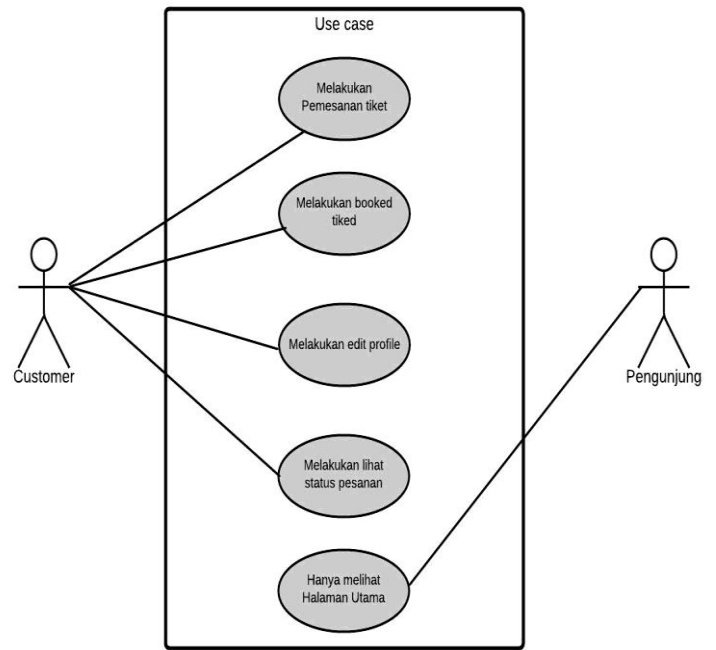 Use case
Melakukan
Pemesanan tiket
Melakukan booked
tiked
Melakukan edit profile
Customer
Pengunjung
Melakukan lihat
status pesanan
Hanya melihat
Halaman Utama